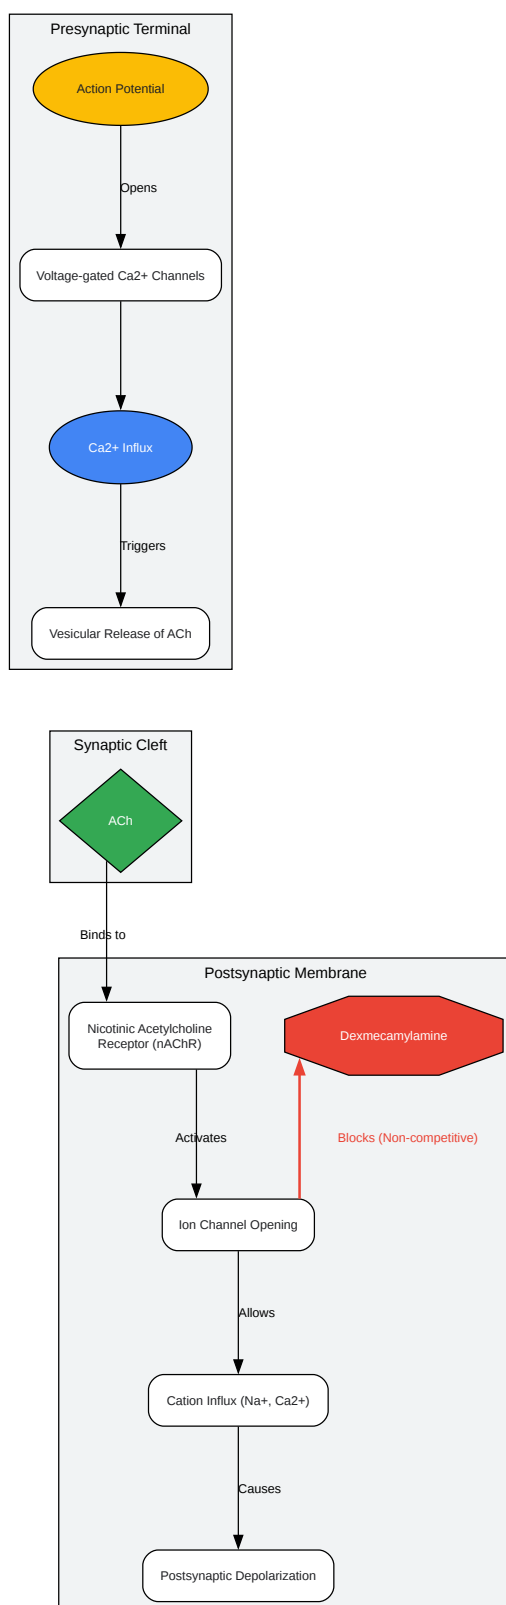 Presynaptic Terminal
Action Potential
Opens
Voltage-gated Ca2+ Channels
Ca2+ Influx
Triggers
Vesicular Release of ACh
Synaptic Cleft
ACh
Binds to
Postsynaptic Membrane
Nicotinic Acetylcholine
Receptor (nAChR)
Dexmecamylamine
Activates
Blocks (Non-competitive)
Ion Channel Opening
Allows
Cation Influx (Na+, Ca2+)
Causes
Postsynaptic Depolarization